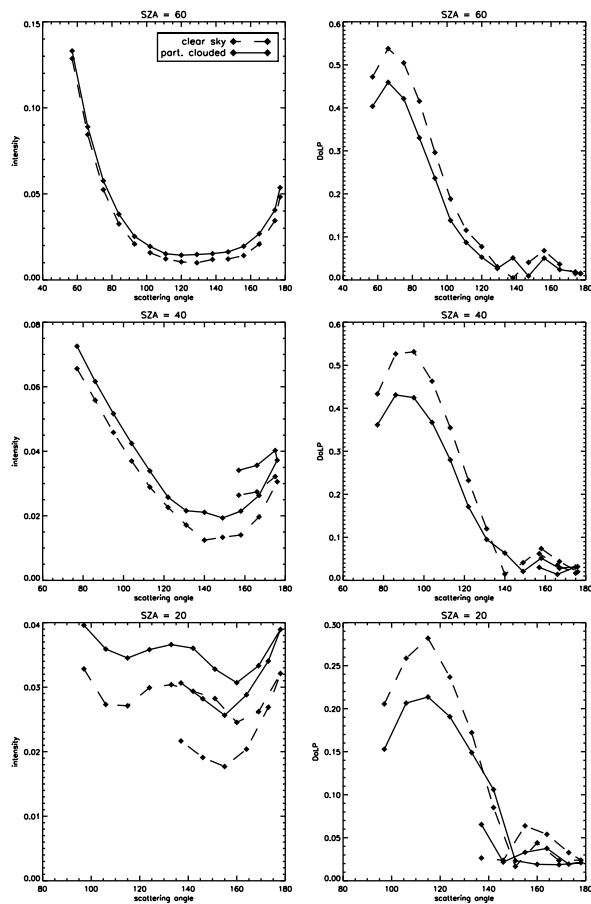 SZA = 60
0.15
0.10
0.05
0.00
intensity
clear sky
part. clouded
40 60 80 100 120 140 160 180
scattering angle
SZA = 60
0.6
0.5
0.4
0.3
0.2
0.1
0.0
DoLP
40 60 80 100 120 140 160 180
scattering angle
SZA = 40
0.08
0.06
0.04
0.02
0.00
intensity
60 80 100 120 140 160 180
scattering angle
SZA = 40
0.6
0.5
0.4
0.3
0.2
0.1
0.0
DoLP
60 80 100 120 140 160 180
scattering angle
SZA = 20
0.04
0.03
0.02
0.01
0.00
intensity
80 100 120 140 160 180
scattering angle
SZA = 20
0.30
0.25
0.20
0.15
0.10
0.05
0.00
DoLP
80 100 120 140 160 180
scattering angle